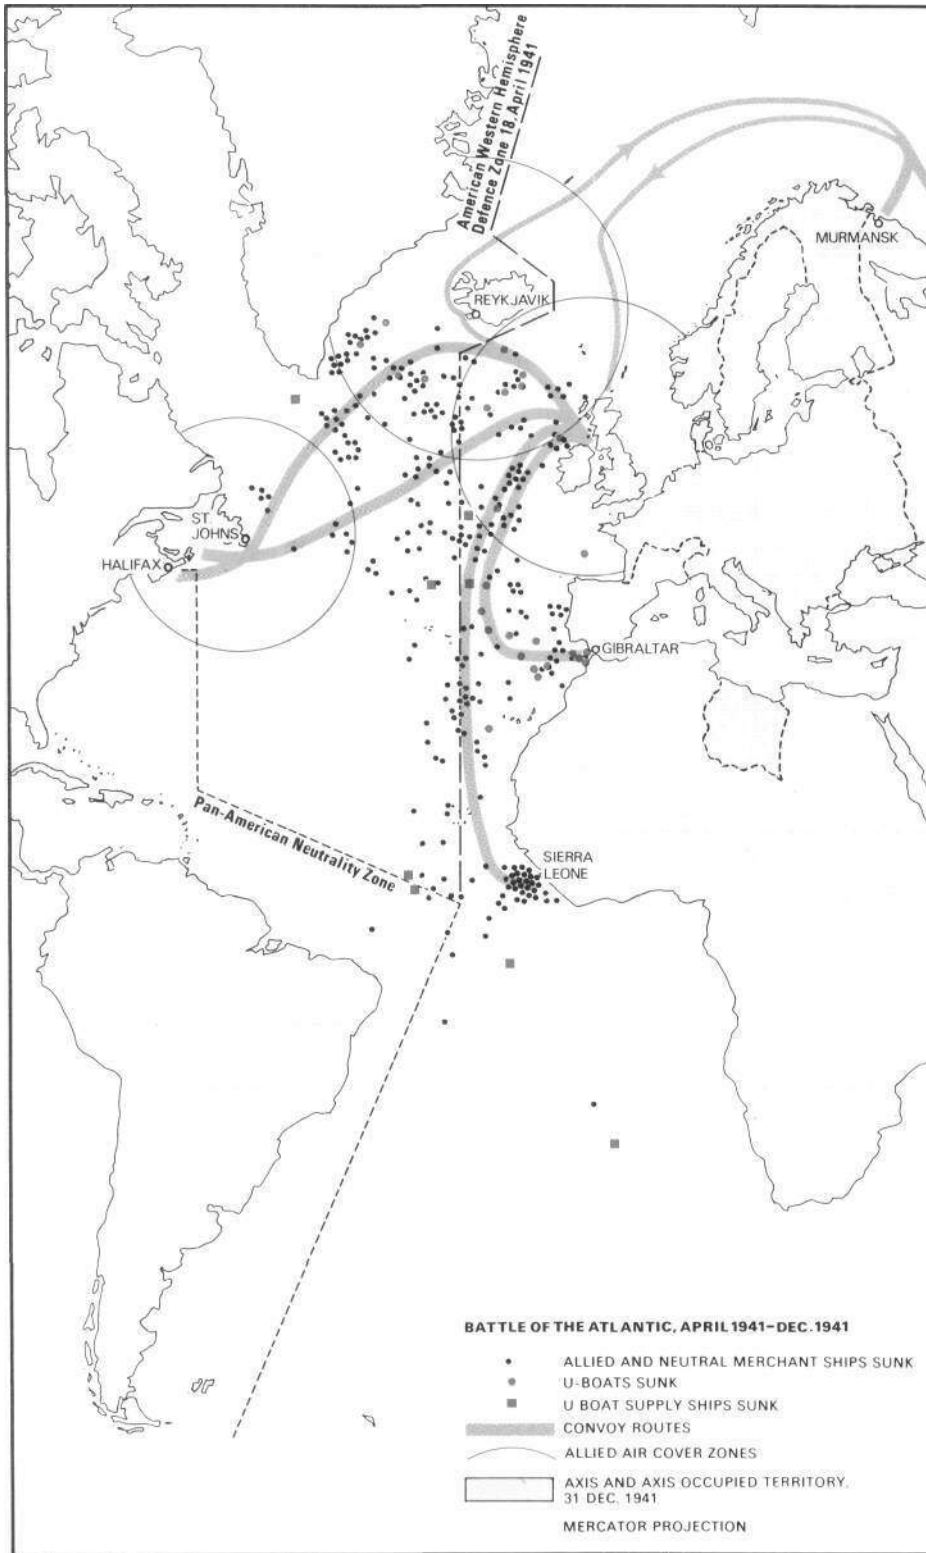 American Western Hemisphere
Defence Zone 18, April 1941
MURMANSK
REYKJAVIK
ST.
JOHNS
HALIFAX
GIBRALTAR
Pan-American Neutrality Zone
SIERRA
LEONE
BATTLE OF THE ATLANTIC, APRIL 1941–DEC. 1941
ALLIED AND NEUTRAL MERCHANT SHIPS SUNK
U-BOATS SUNK
U BOAT SUPPLY SHIPS SUNK
CONVOY ROUTES
ALLIED AIR COVER ZONES
AXIS AND AXIS OCCUPIED TERRITORY,
31 DEC. 1941
MERCATOR PROJECTION